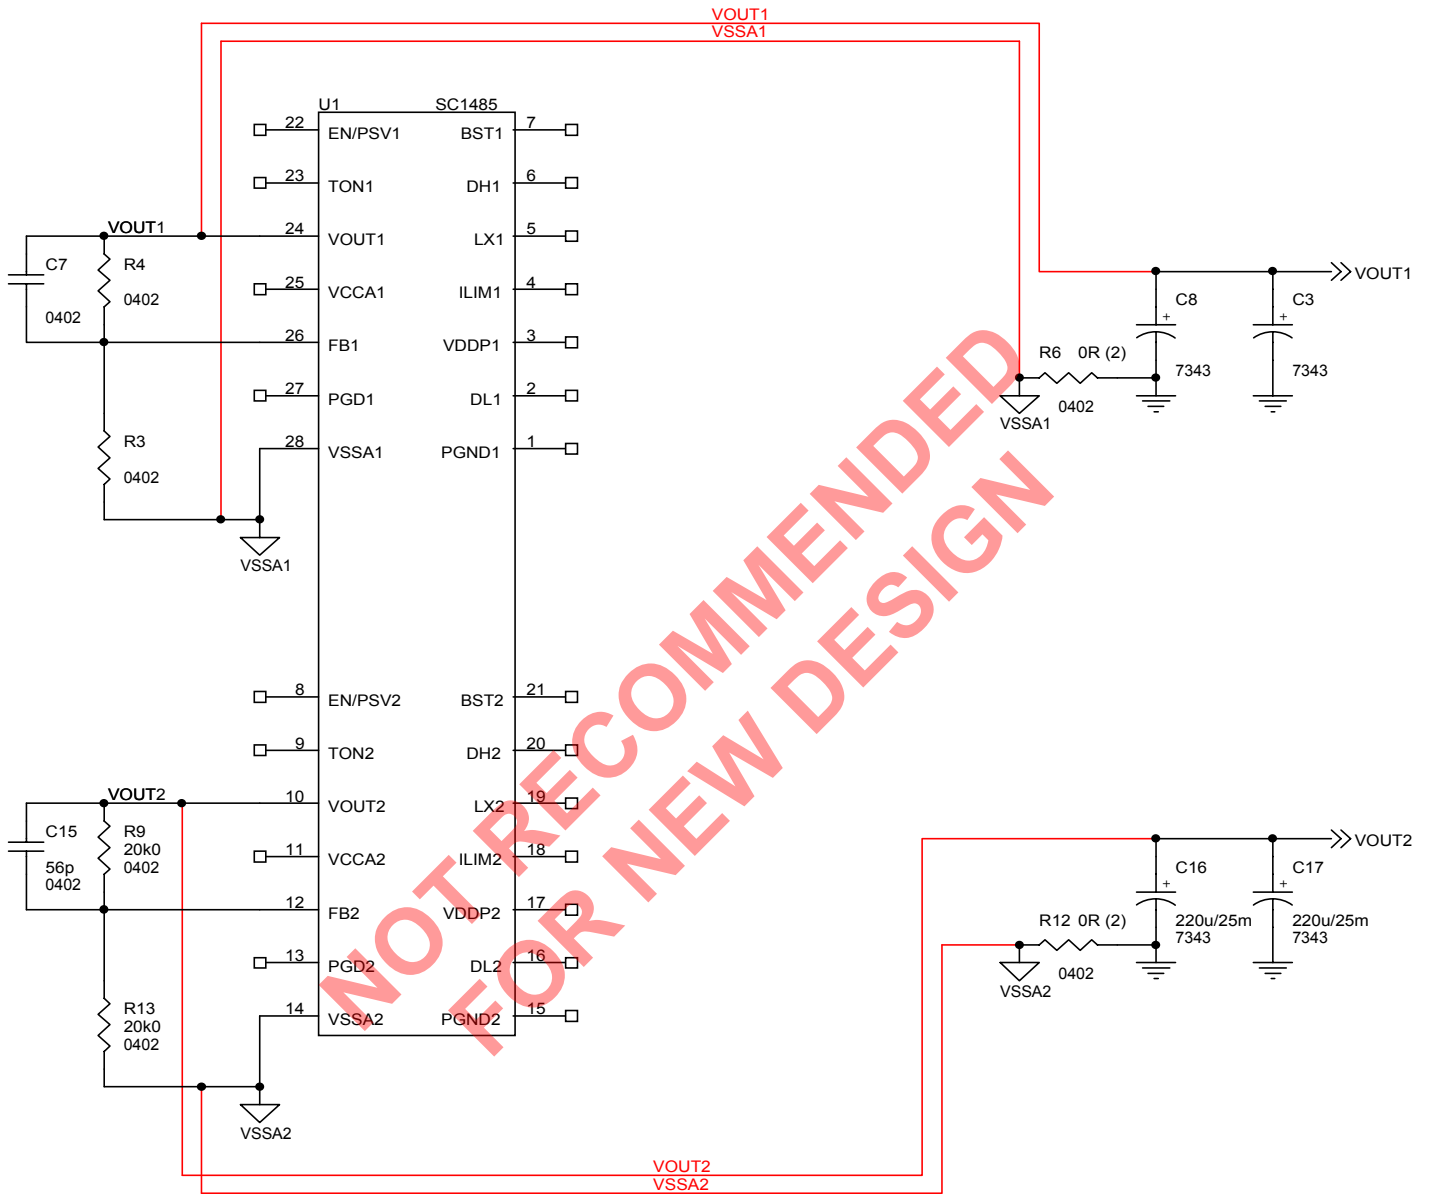 VOUT1
VSSA1
U1 SC1485
22 EN/PSV1 BST1 7
23 TON1 DH1 6
VOUT1 24 VOUT1 LX1 5
C7 R4
0402 0402
25 VCCA1 ILIM1 4
26 FB1 VDDP1 3
27 PGD1 DL1 2
R3
0402
28 VSSA1 PGND1 1
VSSA1
VOUT1
C8 C3
+ +
R6 0R (2)
7343 7343
0402
VSSA1
8 EN/PSV2 BST2 21
9 TON2 DH2 20
VOUT2 10 VOUT2 LX2 19
C15 R9
20k0
56p 0402
0402
11 VCCA2 ILIM2 18
12 FB2 VDDP2 17
13 PGD2 DL2 16
R13
20k0
0402
14 VSSA2 PGND2 15
VSSA2
VOUT2
C16 C17
+ +
R12 0R (2)
220u/25m 220u/25m
7343 7343
0402
VSSA2
VOUT2
VSSA2
NOT RECOMMENDED
FOR NEW DESIGN